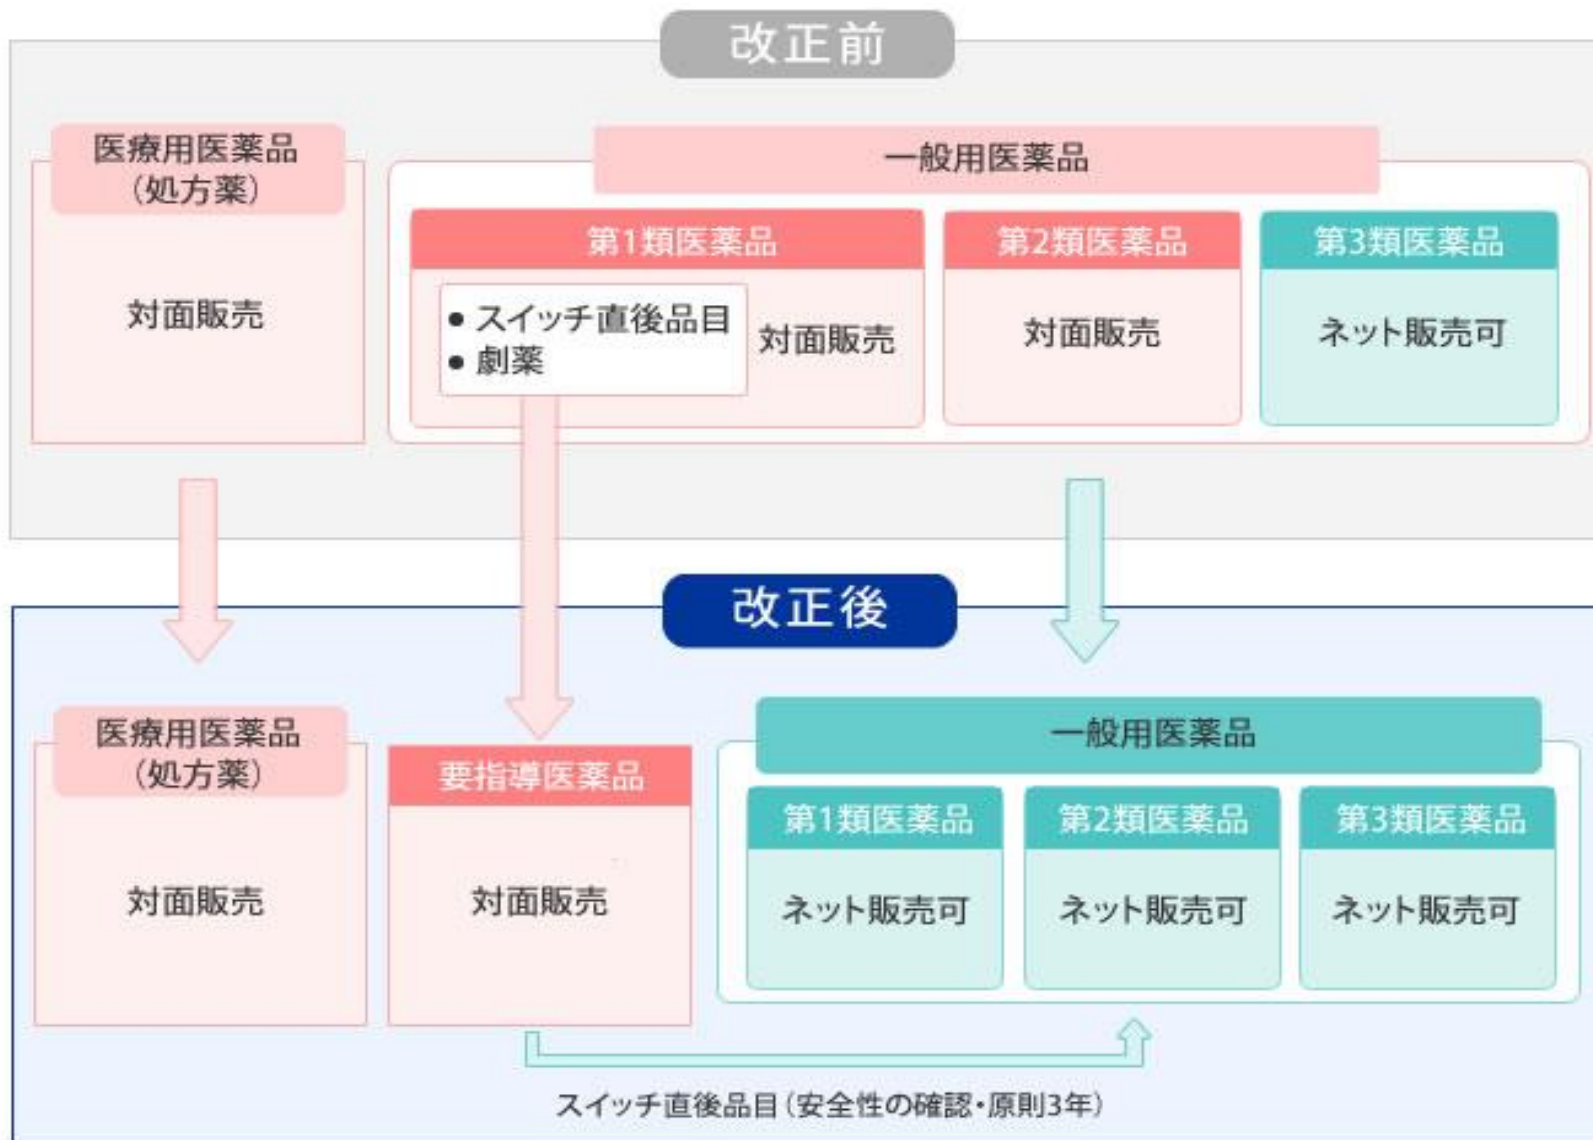 改正前
医療用医薬品
（処方薬）
対面販売
一般用医薬品
第1類医薬品
● スイッチ直後品目
● 劇薬
対面販売
第2類医薬品
対面販売
第3類医薬品
ネット販売可
改正後
医療用医薬品
（処方薬）
対面販売
要指導医薬品
対面販売
一般用医薬品
第1類医薬品
ネット販売可
第2類医薬品
ネット販売可
第3類医薬品
ネット販売可
スイッチ直後品目（安全性の確認・原則3年）